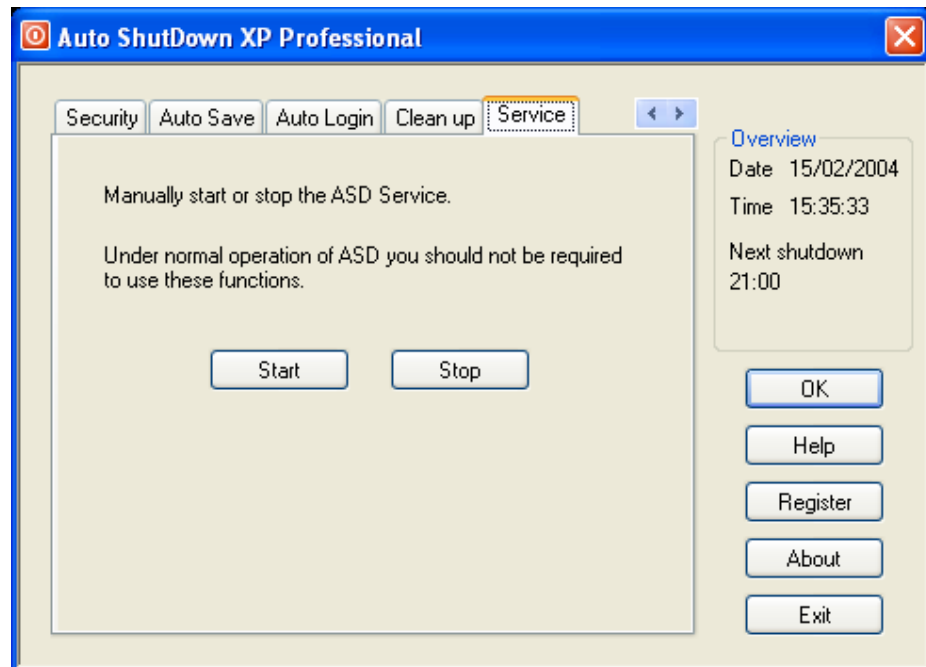 Auto ShutDown XP Professional
Security Auto Save Auto Login Clean up Service
Manually start or stop the ASD Service.
Under normal operation of ASD you should not be required
to use these functions.
Start Stop
Overview
Date 15/02/2004
Time 15:35:33
Next shutdown
21:00
OK
Help
Register
About
Exit